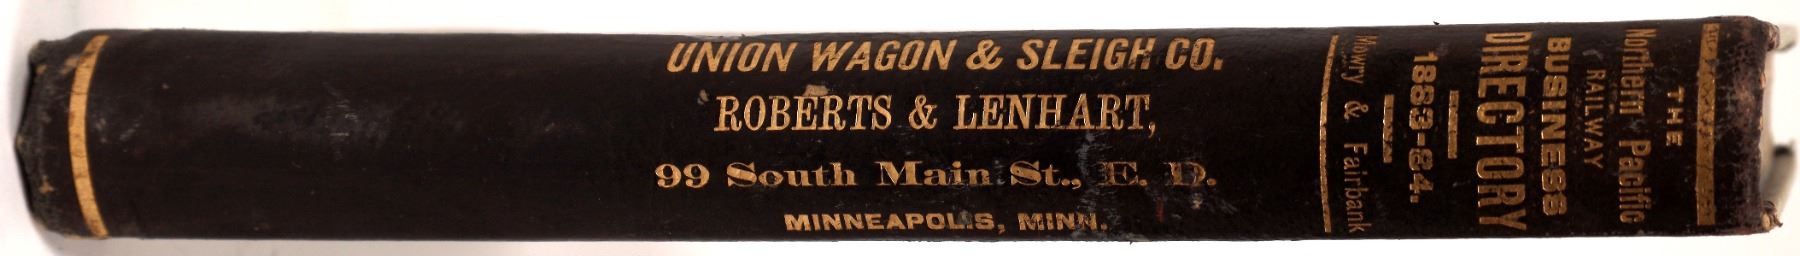 THE
Northern Pacific
RAILWAY
BUSINESS
DIRECTORY
1883-84.
Mowry & Fairbank
UNION WAGON & SLEIGH CO.
ROBERTS & LENHART,
99 South Main St., E. D.
MINNEAPOLIS, MINN.